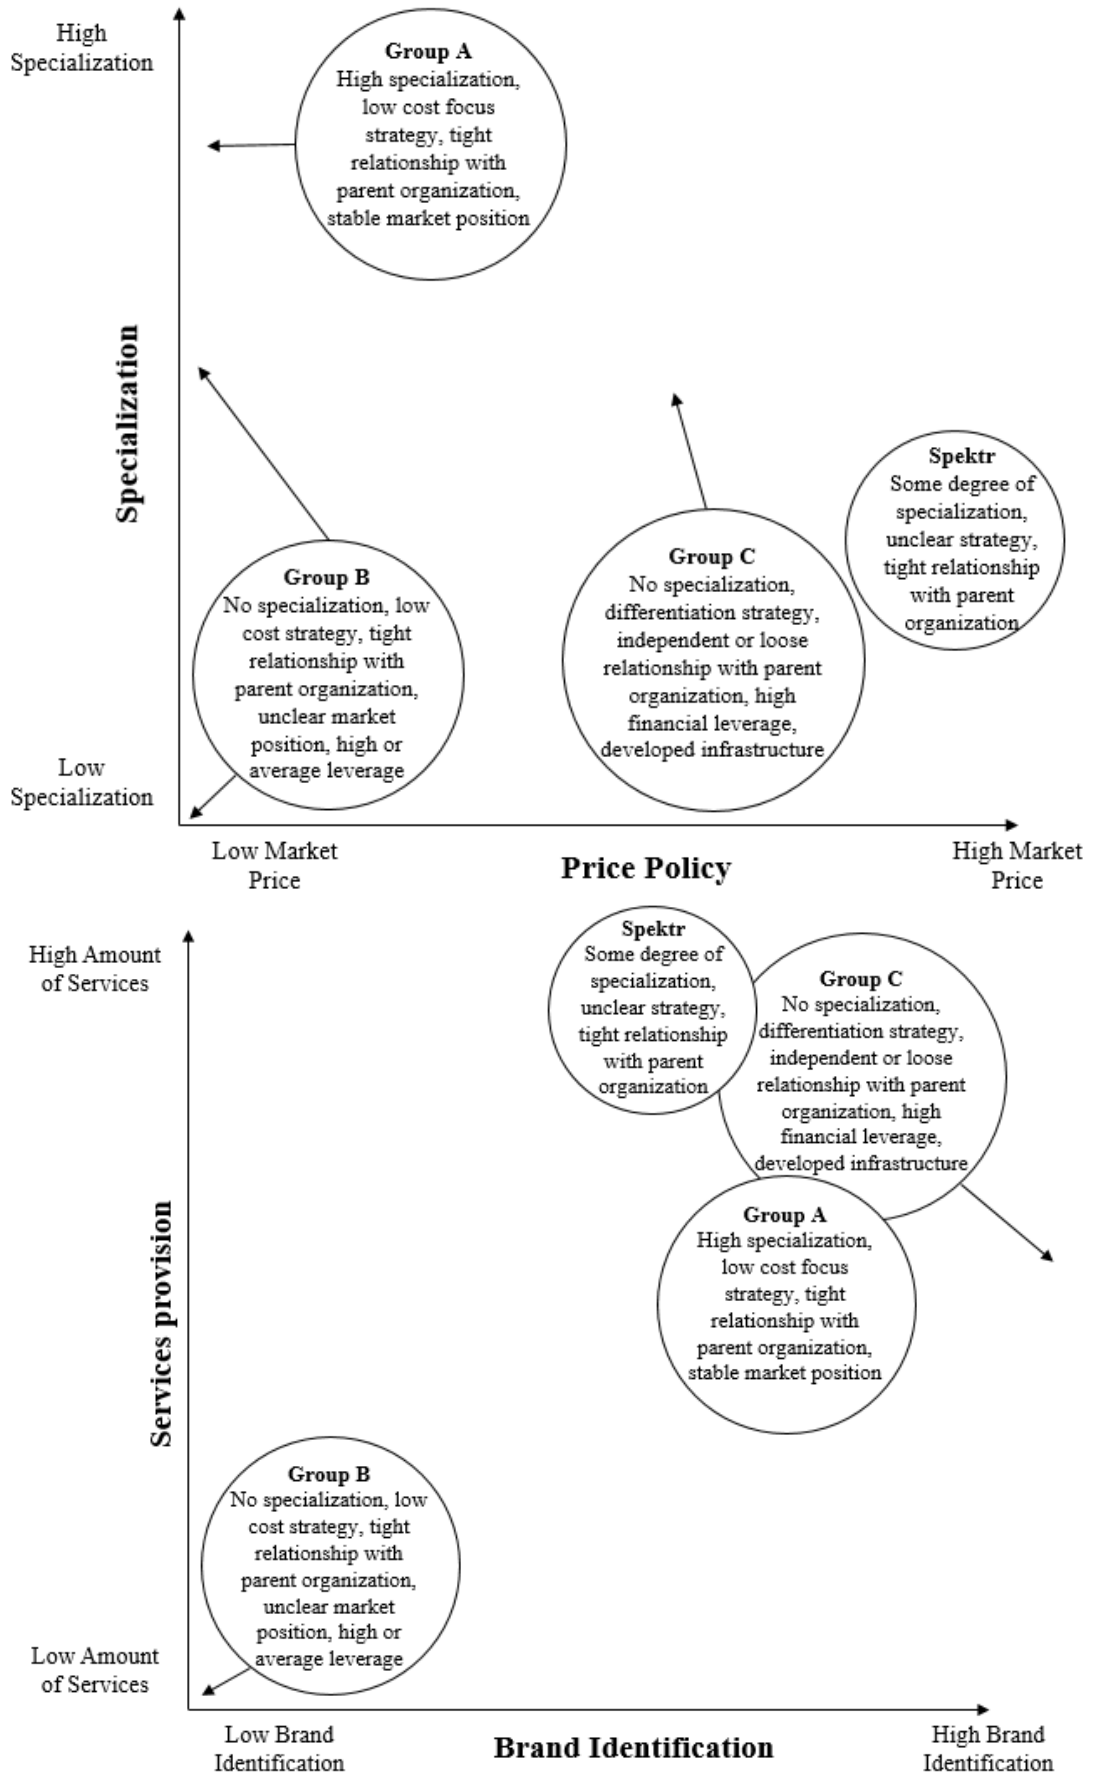 High
Specialization
Group A
High specialization,
low cost focus
strategy, tight
relationship with
parent organization,
stable market position
Specialization
Spektr
Some degree of
specialization,
unclear strategy,
tight relationship
with parent
organization
Group C
No specialization,
differentiation strategy,
independent or loose
relationship with parent
organization, high
financial leverage,
developed infrastructure
Group B
No specialization, low
cost strategy, tight
relationship with
parent organization,
unclear market
position, high or
average leverage
Low
Specialization
Low Market
Price
Price Policy
High Market
Price
High Amount
of Services
Spektr
Some degree of
specialization,
unclear strategy,
tight relationship
with parent
organization
Group C
No specialization,
differentiation strategy,
independent or loose
relationship with parent
organization, high
financial leverage,
developed infrastructure
Group A
High specialization,
low cost focus
strategy, tight
relationship with
parent organization,
stable market position
Services provision
Group B
No specialization, low
cost strategy, tight
relationship with
parent organization,
unclear market
position, high or
average leverage
Low Amount
of Services
Low Brand
Identification
Brand Identification
High Brand
Identification